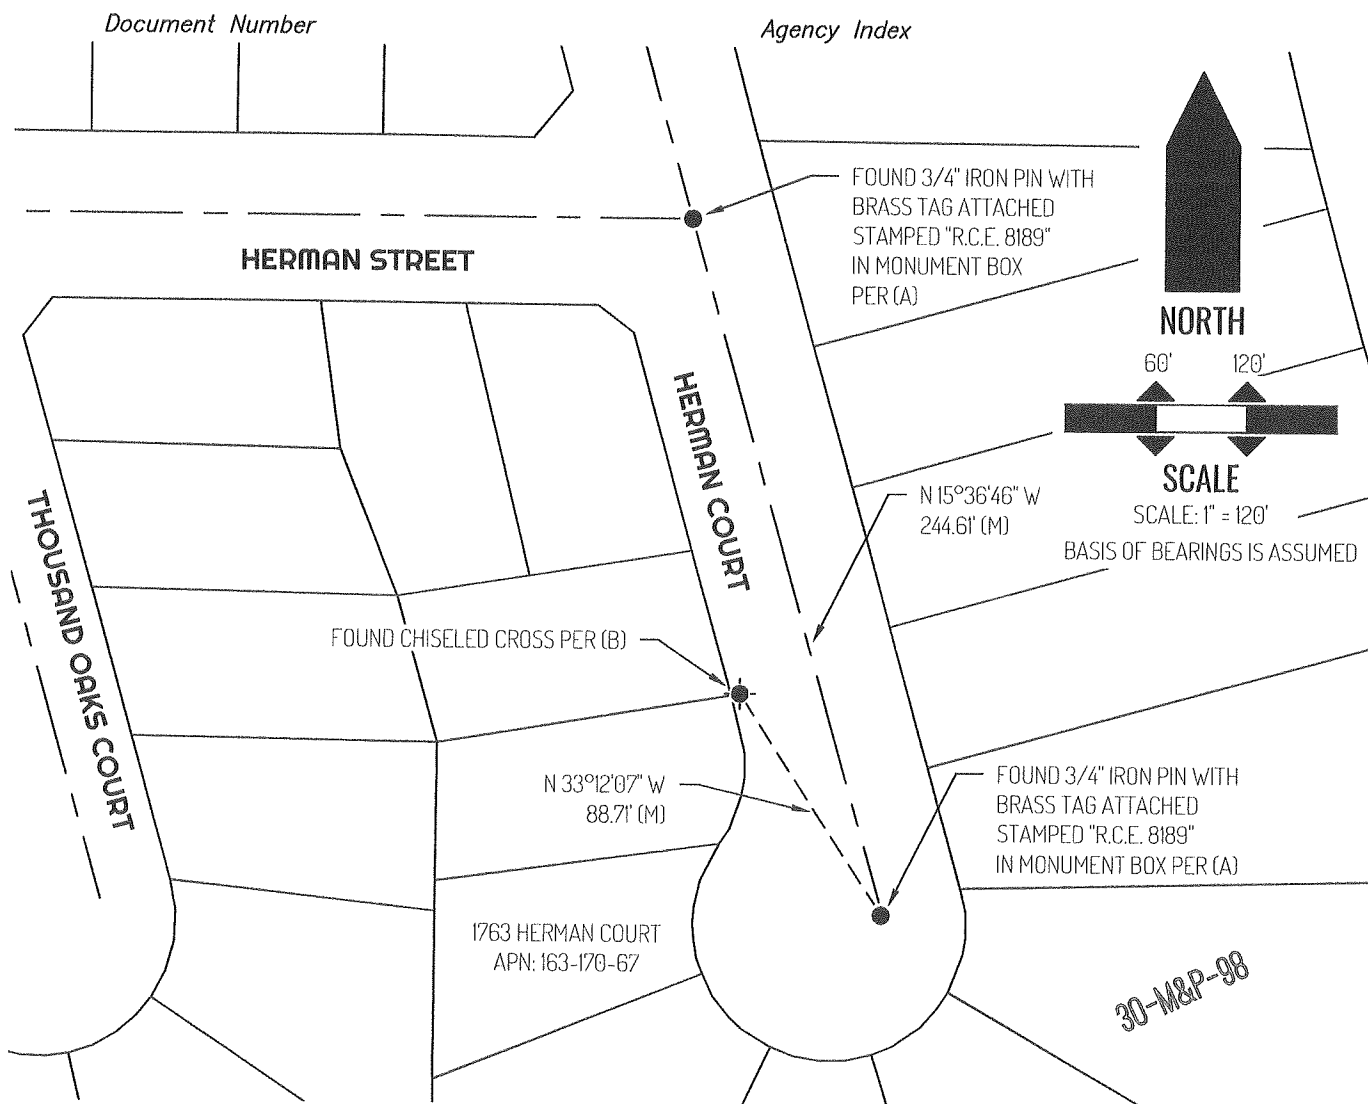 Document Number
Agency Index
FOUND 3/4" IRON PIN WITH
BRASS TAG ATTACHED
STAMPED "R.C.E. 8189"
IN MONUMENT BOX
PER (A)
HERMAN STREET
NORTH
60' 120'
SCALE
SCALE: 1" = 120'
BASIS OF BEARINGS IS ASSUMED
HERMAN COURT
N 15°36'46" W
244.61' (M)
THOUSAND OAKS COURT
FOUND CHISELED CROSS PER (B)
N 33°12'07" W
88.71' (M)
FOUND 3/4" IRON PIN WITH
BRASS TAG ATTACHED
STAMPED "R.C.E. 8189"
IN MONUMENT BOX PER (A)
1763 HERMAN COURT
APN: 163-170-67
30-M&P-98